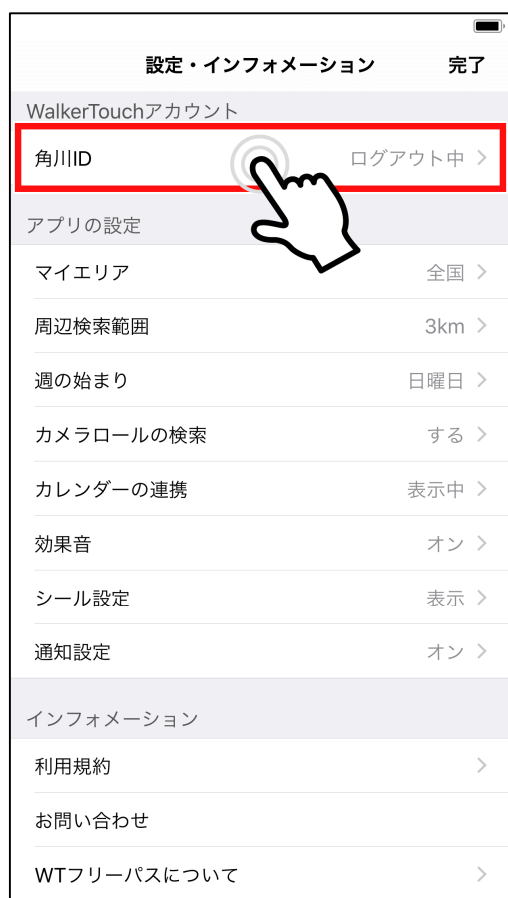 設定・インフォメーション 完了
WalkerTouchアカウント
角川ID ログアウト中
アプリの設定
マイエリア 全国
周辺検索範囲 3km
週の始まり 日曜日
カメラロールの検索 する
カレンダーの連携 表示中
効果音 オン
シール設定 表示
通知設定 オン
インフォメーション
利用規約
お問い合わせ
WTフリーパスについて